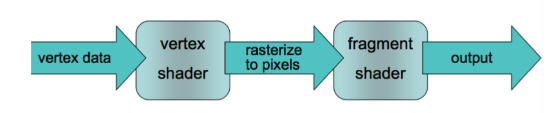 vertex data
vertex
shader
rasterize
to pixels
fragment
shader
output